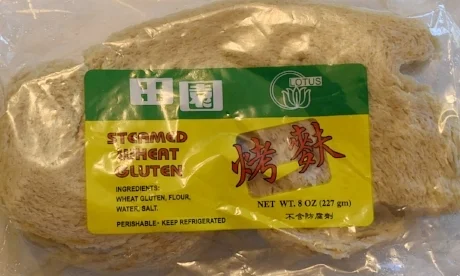 田園
LOTUS
STEAMED
WHEAT
GLUTEN
烤麩
INGREDIENTS:
WHEAT GLUTEN, FLOUR,
WATER, SALT.
NET WT. 8 OZ (227 gm)
PERISHABLE- KEEP REFRIGERATED
不含防腐劑